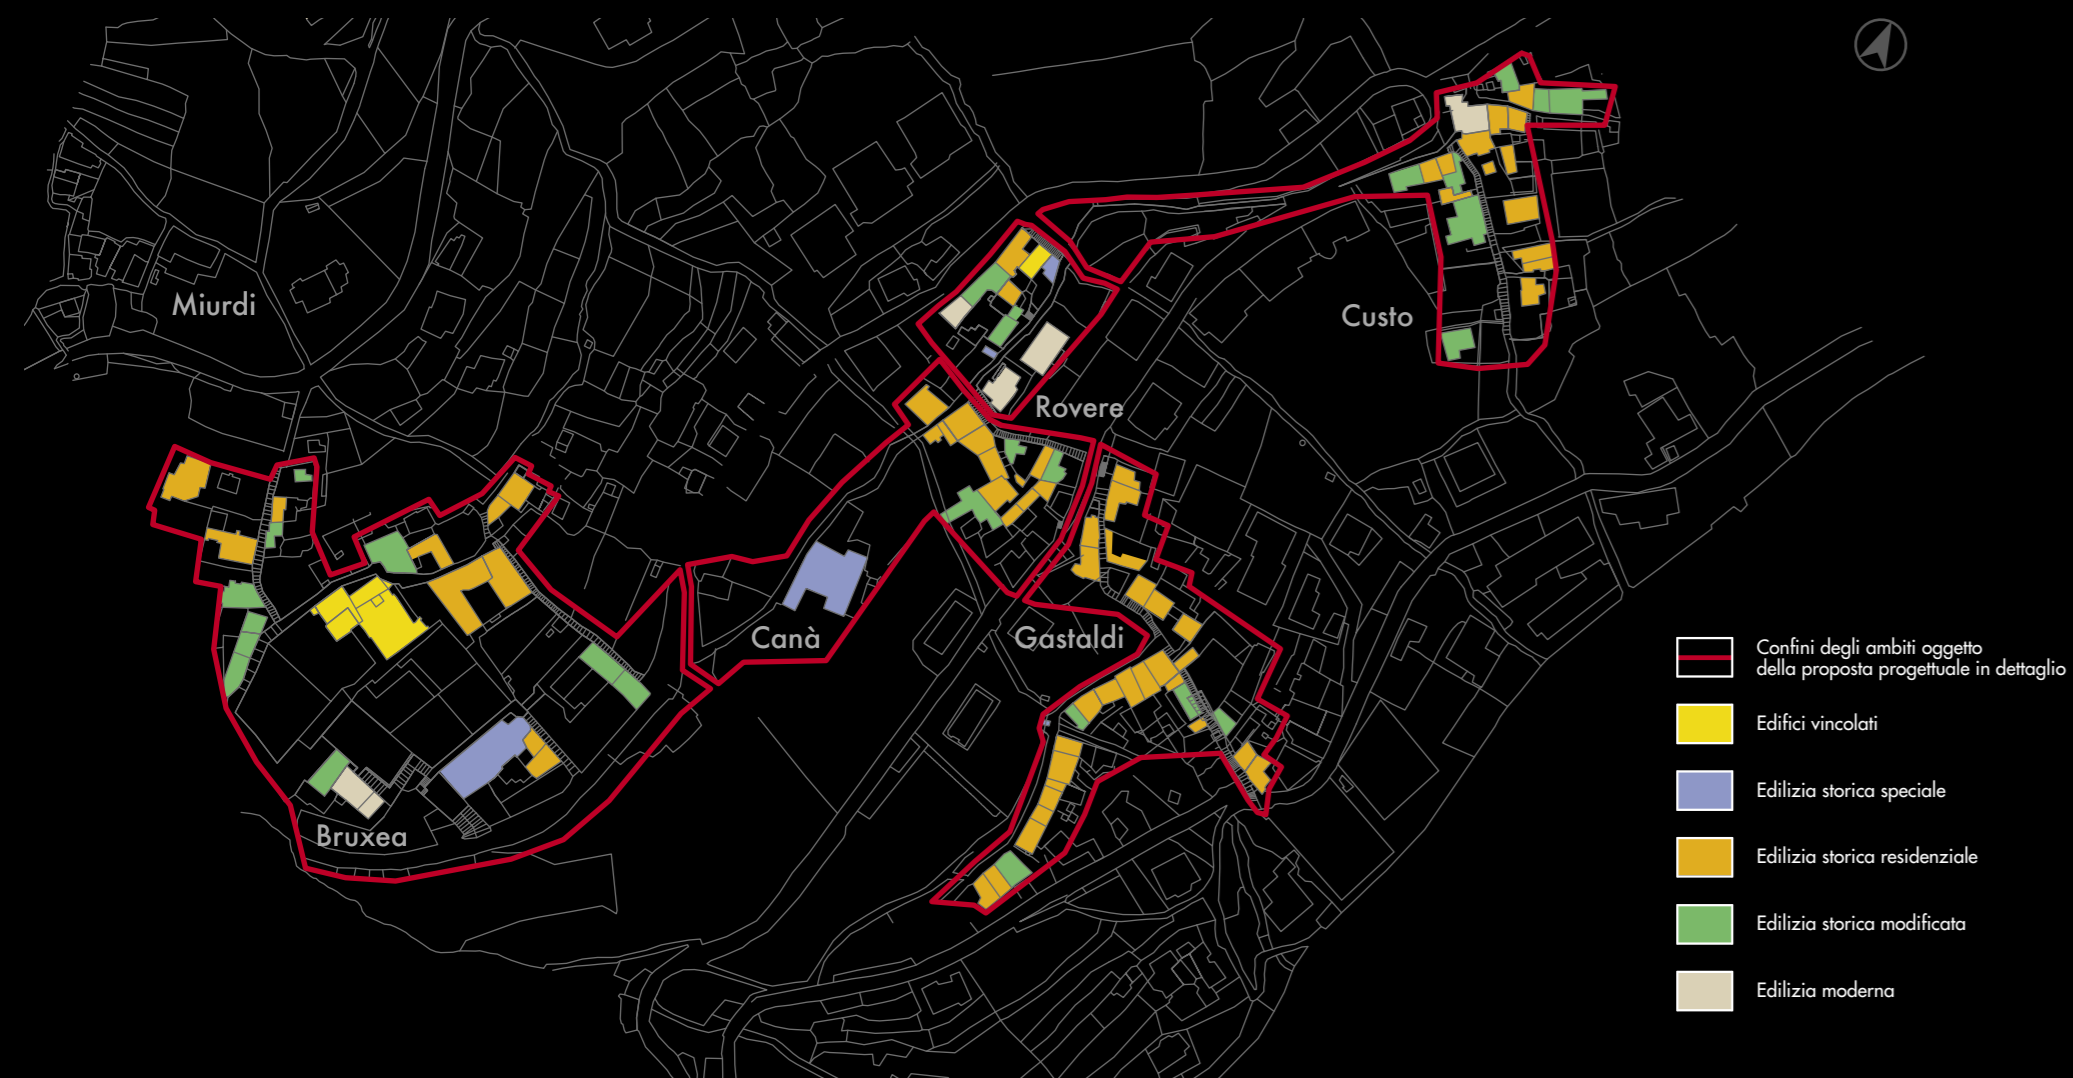 Miurdi
Custo
Rovere
Canà
Gastaldi
Bruxea
Confini degli ambiti oggetto
della proposta progettuale in dettaglio
Edifici vincolati
Edilizia storica speciale
Edilizia storica residenziale
Edilizia storica modificata
Edilizia moderna